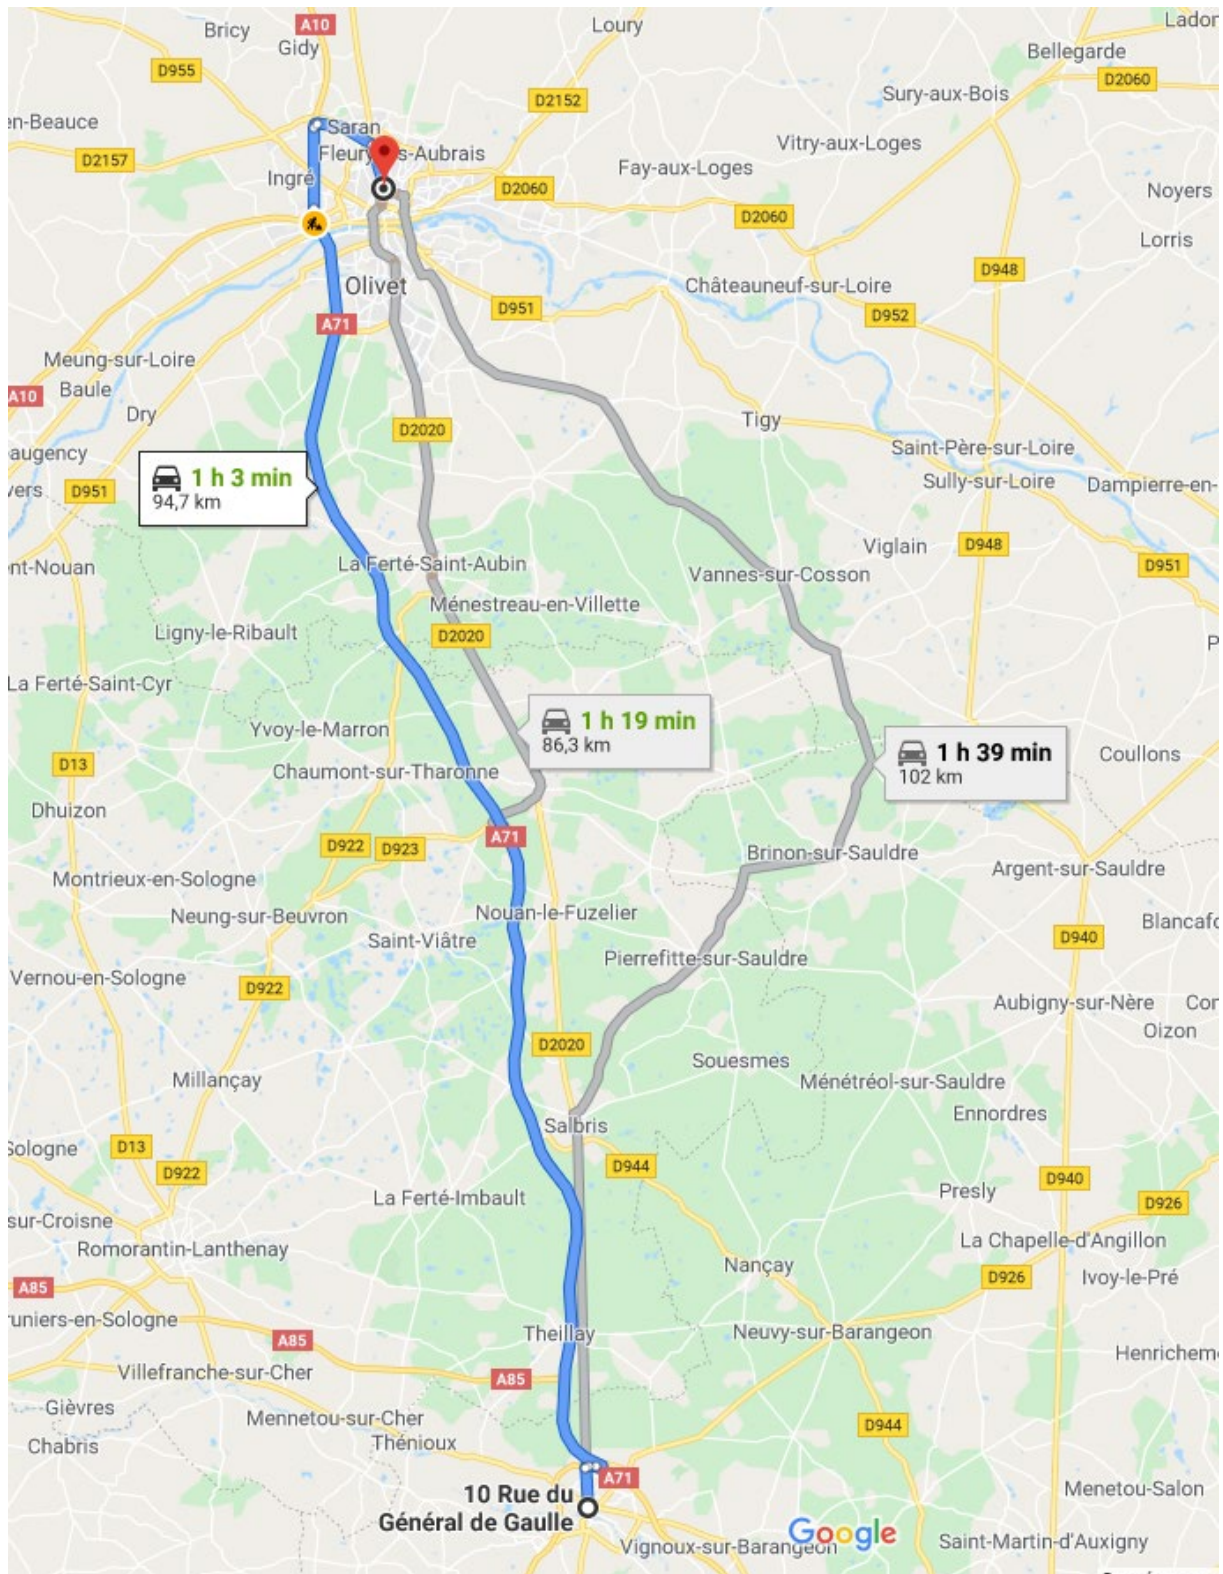 A10
Bricy
Loury
Lador
Gidy
Bellegarde
D955
D2060
D2152
Sury-aux-Bois
en-Beauce
Saran
Vitry-aux-Loges
D2157
Fleury
s-Aubrais
Fay-aux-Loges
Ingré
D2060
Noyers
D2060
Lorris
D948
Olivet
Châteauneuf-sur-Loire
D951
D952
A71
Meung-sur-Loire
A10
Baule
Dry
D2020
Tigy
augency
Saint-Père-sur-Loire
1 h 3 min
94,7 km
vers
D951
Sully-sur-Loire
Dampierre-en-
Viglain
D948
ent-Nouan
La Ferté-Saint-Aubin
Vannes-sur-Cosson
D951
Ménestreau-en-Villette
Ligny-le-Ribault
D2020
P
La Ferté-Saint-Cyr
Yvoy-le-Marron
1 h 19 min
86,3 km
1 h 39 min
102 km
Coullons
D13
Chaumont-sur-Tharonne
Dhuizon
A71
D922
D923
Brinon-sur-Sauldre
Argent-sur-Sauldre
Montrieux-en-Sologne
Neung-sur-Beuvron
Nouan-le-Fuzelier
Blancafo
Saint-Viâtre
D940
Pierrefitte-sur-Sauldre
Vernou-en-Sologne
D922
Aubigny-sur-Nère
Con
Oizon
D2020
Souesmes
Millançay
Ménétréol-sur-Sauldre
Ennordres
Salbris
Sologne
D13
D922
D944
D940
La Ferté-Imbault
Presly
D926
sur-Croisne
Romorantin-Lanthenay
La Chapelle-d'Angillon
Nançay
D926
Ivoy-le-Pré
A85
runiers-en-Sologne
Theillay
Neuvy-sur-Barangeon
A85
Henrichem
Villefranche-sur-Cher
A85
Gièvres
Mennetou-sur-Cher
D944
Chabris
Thénioux
A71
10 Rue du
Général de Gaulle
Menetou-Salon
Google
Vignoux-sur-Barangeon
Saint-Martin-d'Auxigny